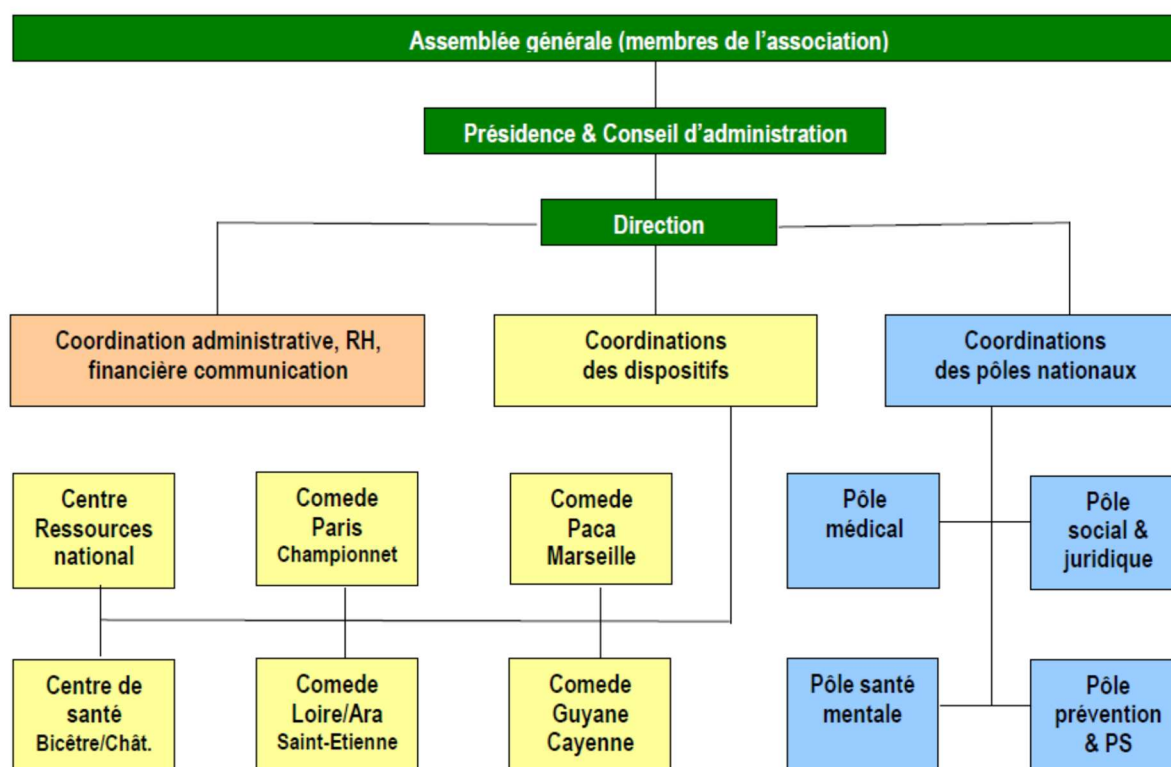 Assemblée générale (membres de l'association)
Présidence & Conseil d'administration
Direction
Coordination administrative, RH,
financière communication
Coordinations
des dispositifs
Coordinations
des pôles nationaux
Centre
Ressources
national
Comede
Paris
Championnet
Comede
Paca
Marseille
Pôle
médical
Pôle
social &
juridique
Centre de
santé
Bicêtre/Chât.
Comede
Loire/Ara
Saint-Etienne
Comede
Guyane
Cayenne
Pôle santé
mentale
Pôle
prévention
& PS